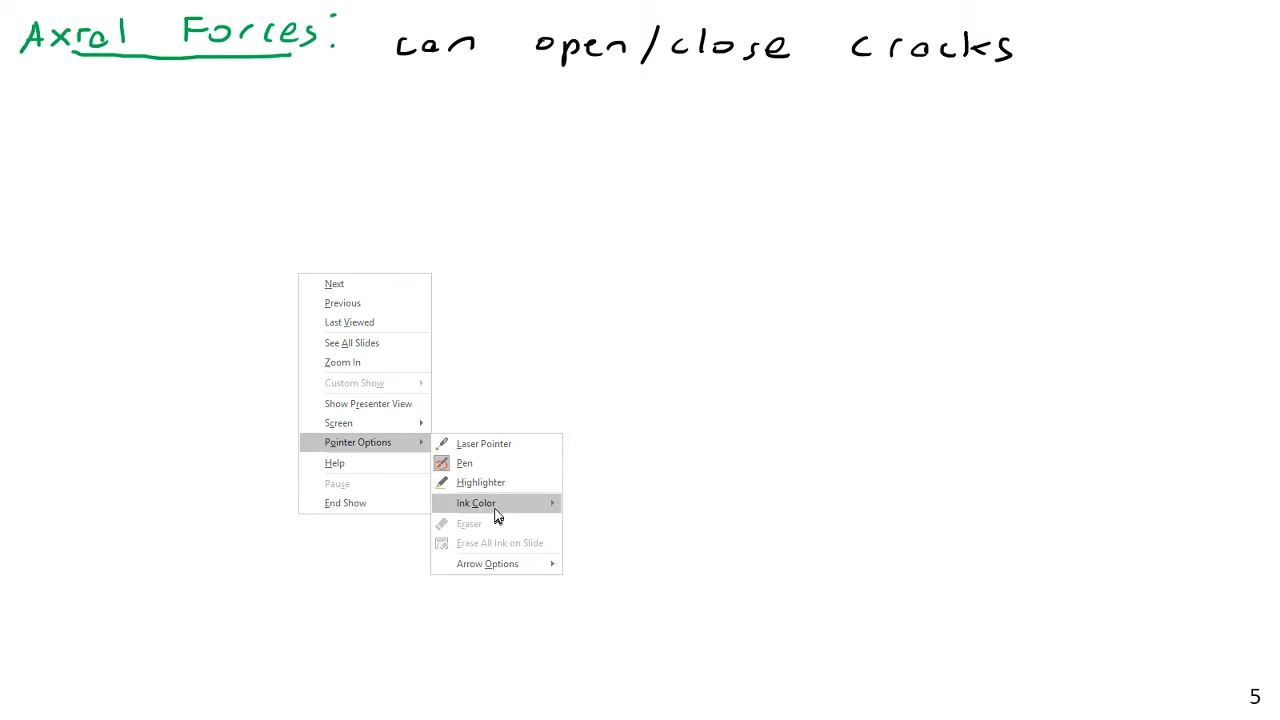 Axial Forces: can open/close cracks
Next
Previous
Last Viewed
See All Slides
Zoom In
Custom Show
Show Presenter View
Screen
Pointer Options
Help
Pause
End Show
Laser Pointer
Pen
Highlighter
Ink Color
Eraser
Erase All Ink on Slide
Arrow Options
5